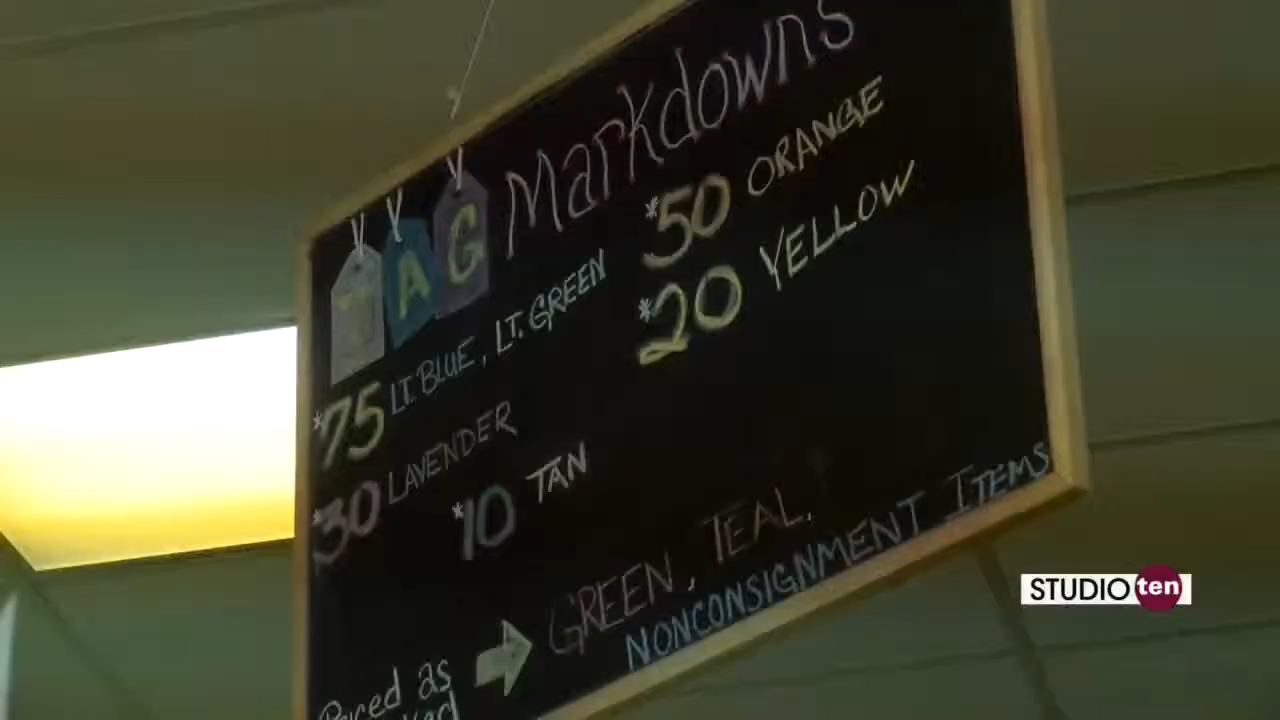 TAG Markdowns
*75 LT. BLUE, LT. GREEN
*50 ORANGE
*30 LAVENDER
*20 YELLOW
*10 TAN
Priced as
GREEN, TEAL,
NONCONSIGNMENT ITEMS
STUDIO ten